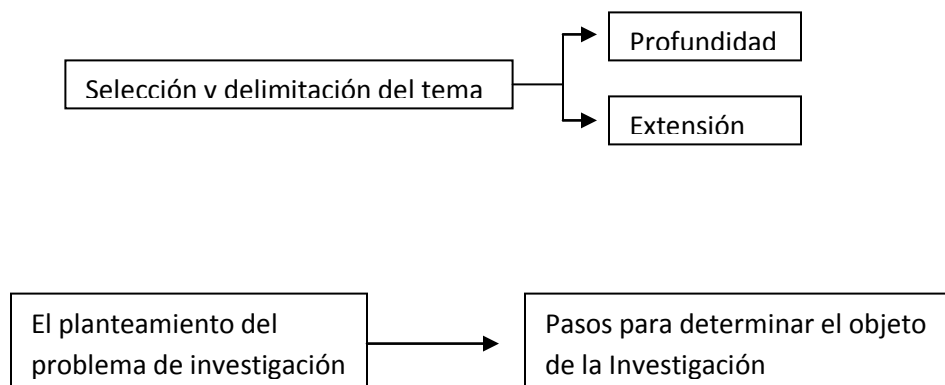 Profundidad
Selección y delimitación del tema
Extensión
El planteamiento del
problema de investigación
Pasos para determinar el objeto
de la Investigación